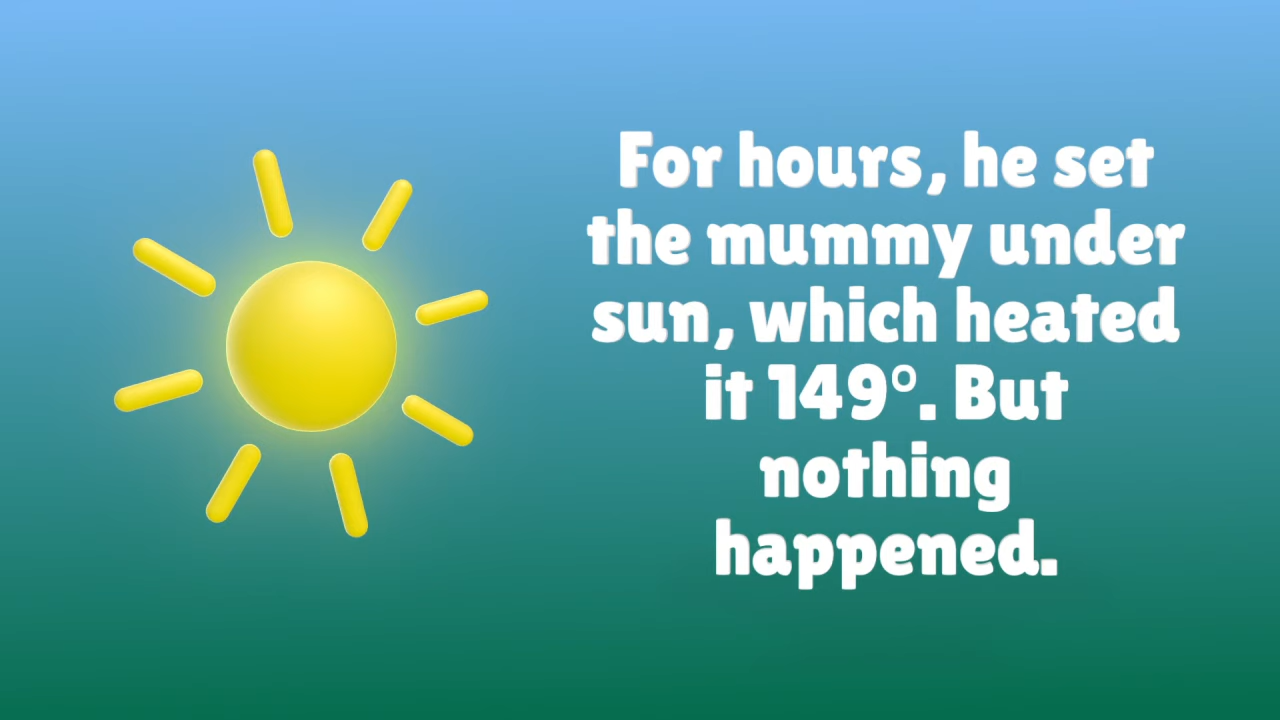 For hours, he set
the mummy under
sun, which heated
it 149°. But
nothing
happened.